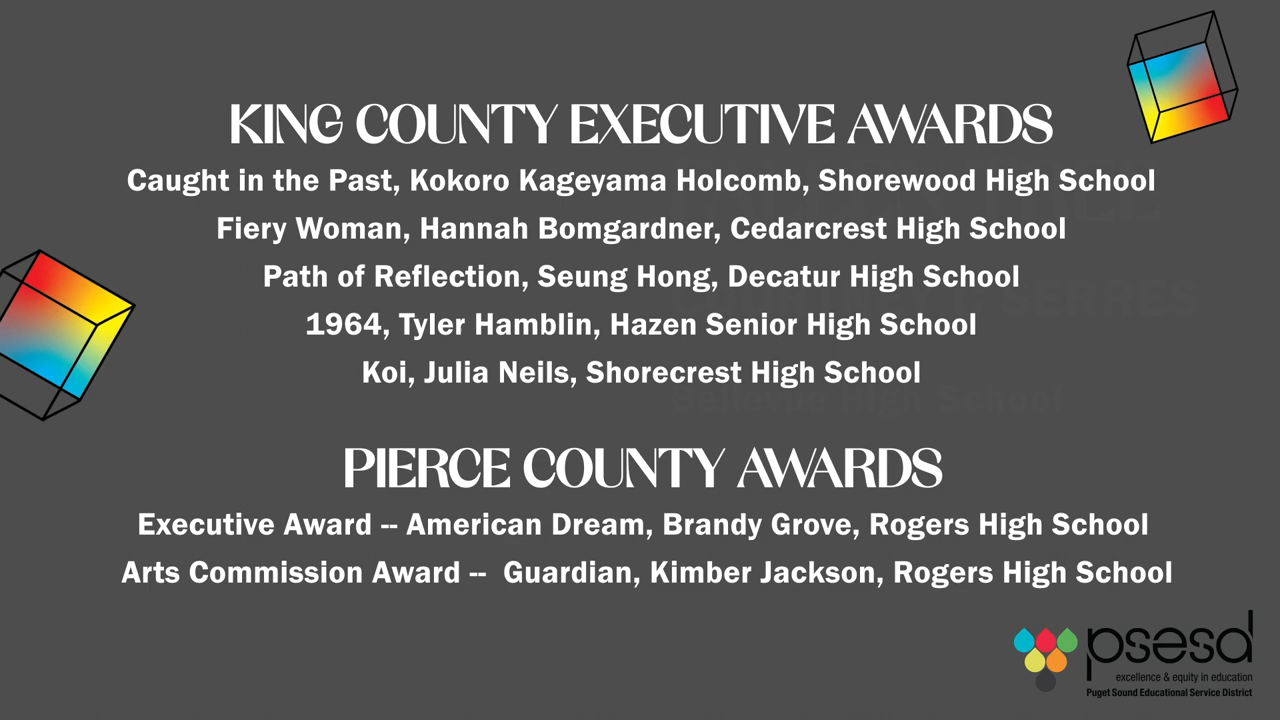 KING COUNTY EXECUTIVE AWARDS
Caught in the Past, Kokoro Kageyama Holcomb, Shorewood High School
Fiery Woman, Hannah Bomgardner, Cedarcrest High School
Path of Reflection, Seung Hong, Decatur High School
1964, Tyler Hamblin, Hazen Senior High School
Koi, Julia Neils, Shorecrest High School
Bellevue High School
PIERCE COUNTY AWARDS
Executive Award -- American Dream, Brandy Grove, Rogers High School
Arts Commission Award -- Guardian, Kimber Jackson, Rogers High School
psesd
excellence & equity in education
Puget Sound Educational Service District